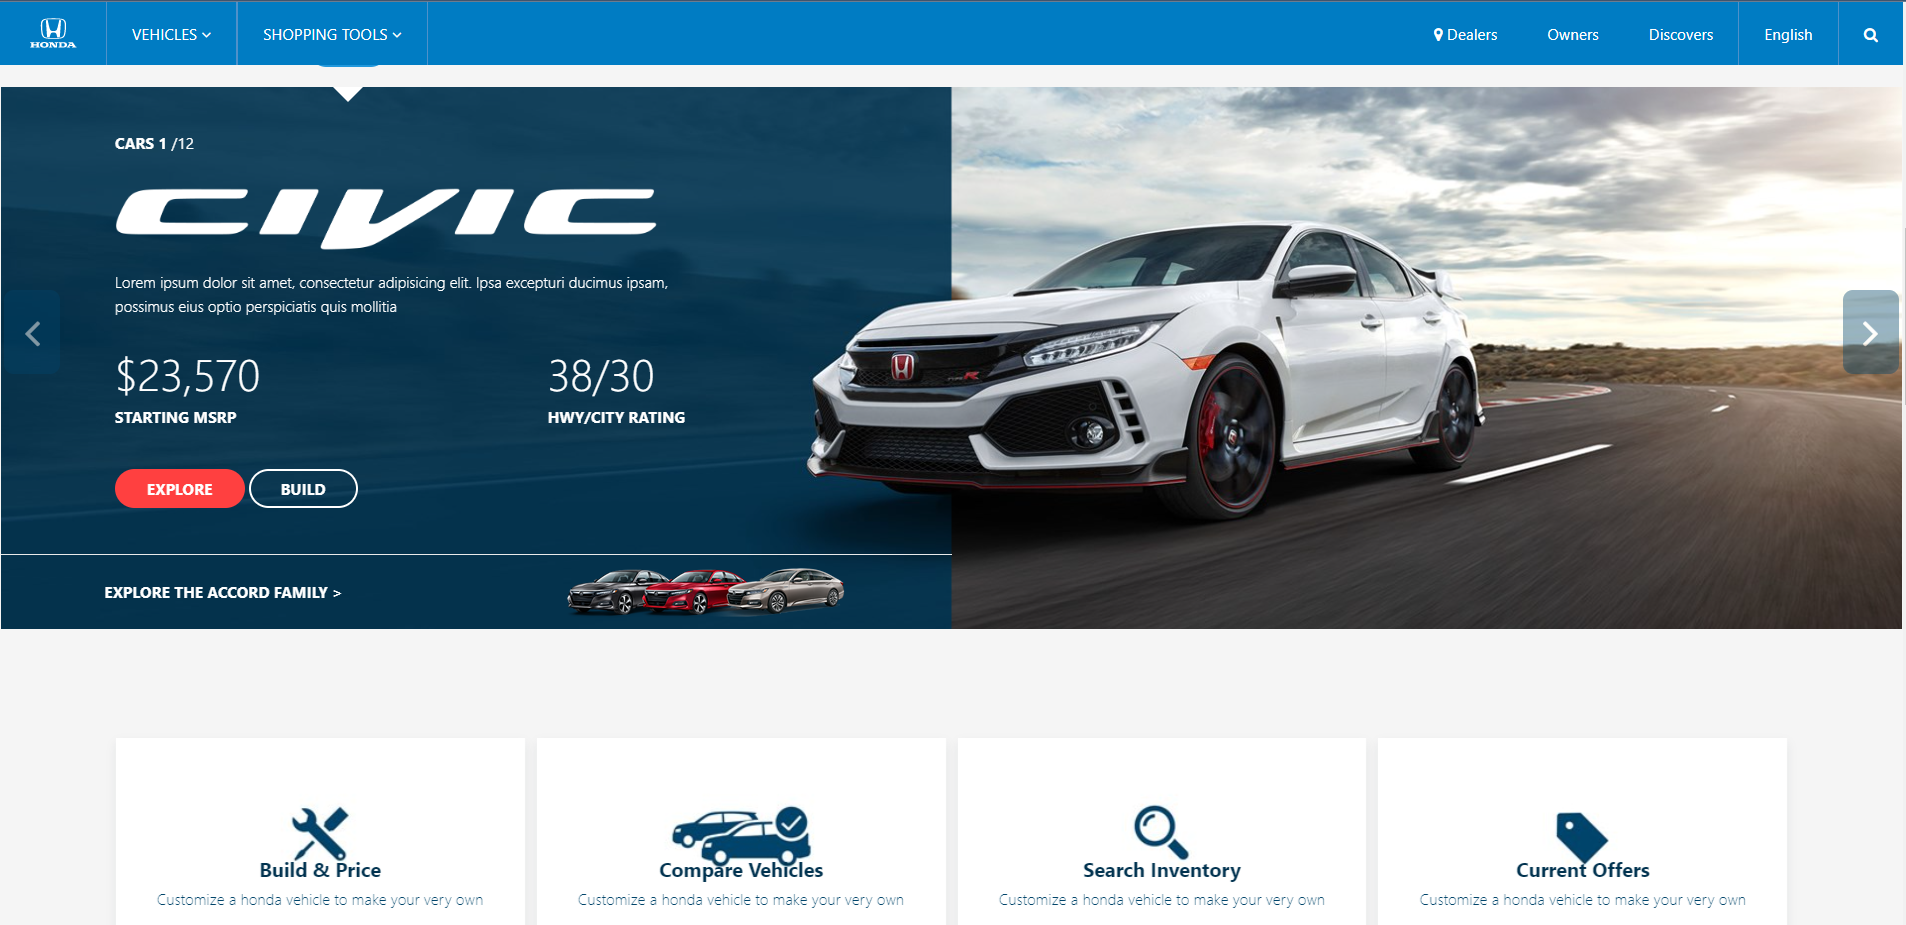 HONDA
VEHICLES
SHOPPING TOOLS
Dealers
Owners
Discovers
English
CARS 1 /12
CIVIC
Lorem ipsum dolor sit amet, consectetur adipisicing elit. Ipsa excepturi ducimus ipsam,
possimus eius optio perspiciatis quis mollitia
$23,570
38/30
STARTING MSRP
HWY/CITY RATING
EXPLORE
BUILD
EXPLORE THE ACCORD FAMILY >
Build & Price
Customize a honda vehicle to make your very own
Compare Vehicles
Customize a honda vehicle to make your very own
Search Inventory
Customize a honda vehicle to make your very own
Current Offers
Customize a honda vehicle to make your very own